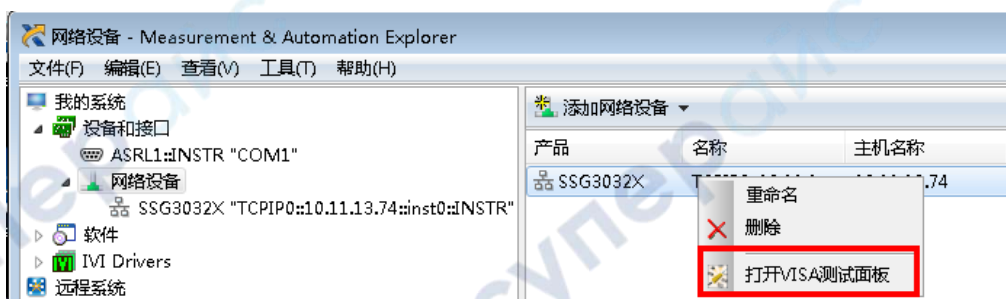 网络设备 - Measurement & Automation Explorer
文件(F) 编辑(E) 查看(V) 工具(T) 帮助(H)
我的系统
设备和接口
ASRL1::INSTR "COM1"
网络设备
SSG3032X "TCPIP0::10.11.13.74::inst0::INSTR"
软件
IVI Drivers
远程系统
添加网络设备
产品 名称 主机名称
SSG3032X
重命名
删除
打开VISA测试面板